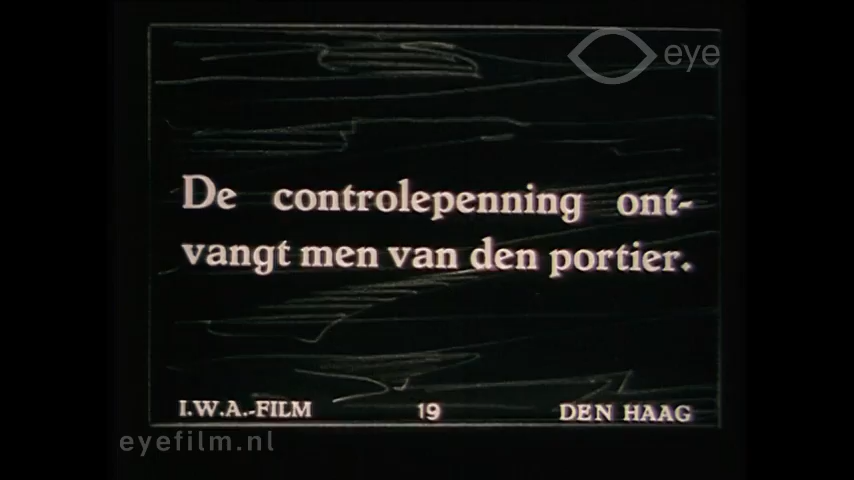 eye
De controlepenning ont-
vangt men van den portier.
I.W.A.-FILM 19 DEN HAAG
eyefilm.nl